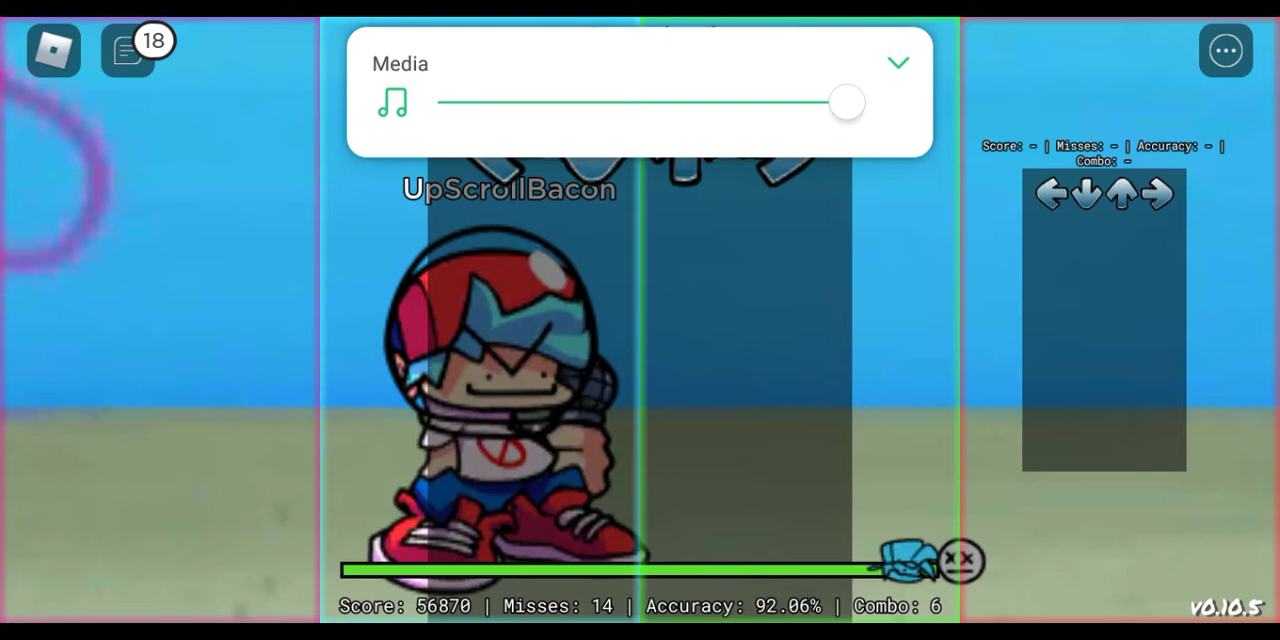 18
Media
UpScrollBacon
Score: - | Misses: - | Accuracy: - |
Combo: -
Score: 56870 | Misses: 14 | Accuracy: 92.06% | Combo: 6
v0.10.5